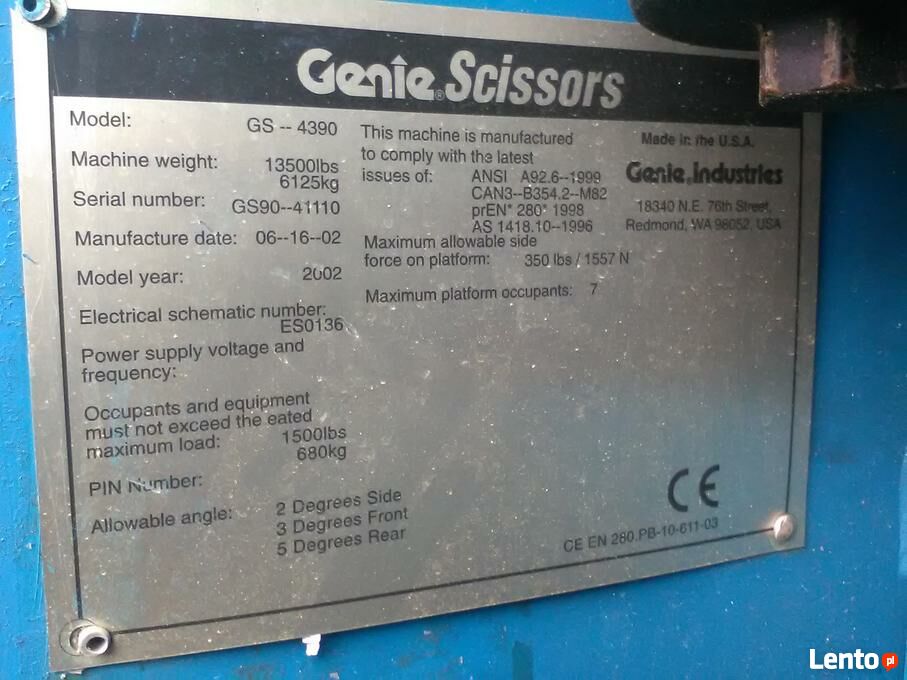 Genie® Scissors
Model: GS -- 4390
Machine weight: 13500lbs
6125kg
Serial number: GS90--41110
Manufacture date: 06--16--02
Model year: 2002
Electrical schematic number:
ES0136
Power supply voltage and
frequency:
Occupants and equipment
must not exceed the eated
maximum load: 1500lbs
680kg
PIN Number:
Allowable angle: 2 Degrees Side
3 Degrees Front
5 Degrees Rear
This machine is manufactured
to comply with the latest
issues of: ANSI A92.6--1999
CAN3--B354.2--M82
prEN* 280* 1998
AS 1418.10--1996
Maximum allowable side
force on platform: 350 lbs / 1557 N
Maximum platform occupants: 7
Made in the U.S.A.
Genie® Industries
18340 N.E. 76th Street,
Redmond, WA 98052, USA
CE
CE EN 280.PB-10-611-03
Lento pl